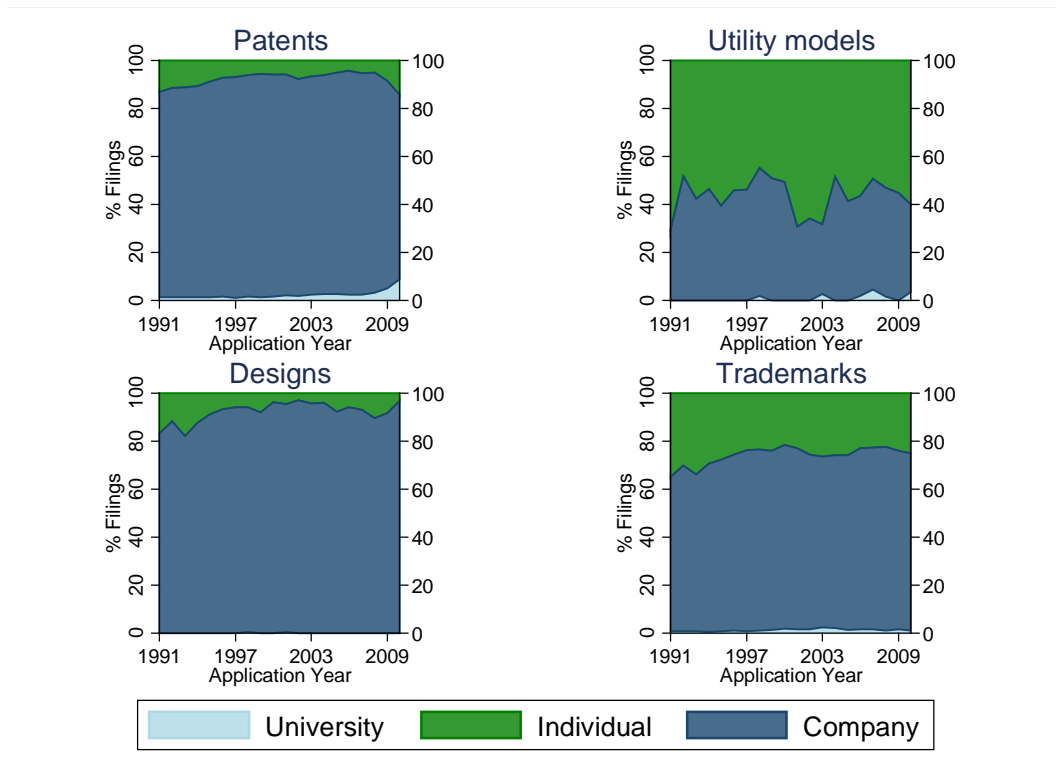 Patents
100
80
60
40
20
0
% Filings
100
80
60
40
20
0
1991 1997 2003 2009
Application Year
Utility models
100
80
60
40
20
0
% Filings
100
80
60
40
20
0
1991 1997 2003 2009
Application Year
Designs
100
80
60
40
20
0
% Filings
100
80
60
40
20
0
1991 1997 2003 2009
Application Year
Trademarks
100
80
60
40
20
0
% Filings
100
80
60
40
20
0
1991 1997 2003 2009
Application Year
University Individual Company